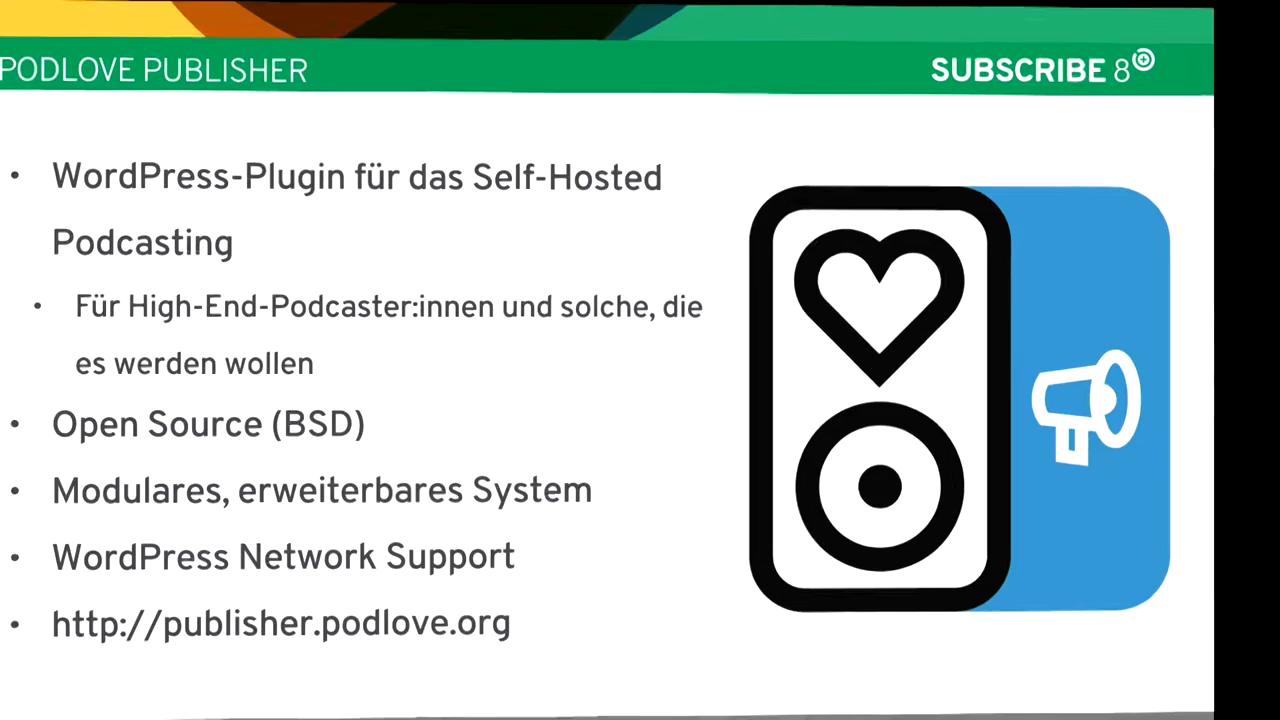 PODLOVE PUBLISHER
SUBSCRIBE 8
• WordPress-Plugin für das Self-Hosted
Podcasting
• Für High-End-Podcaster:innen und solche, die
es werden wollen
• Open Source (BSD)
• Modulares, erweiterbares System
• WordPress Network Support
• http://publisher.podlove.org